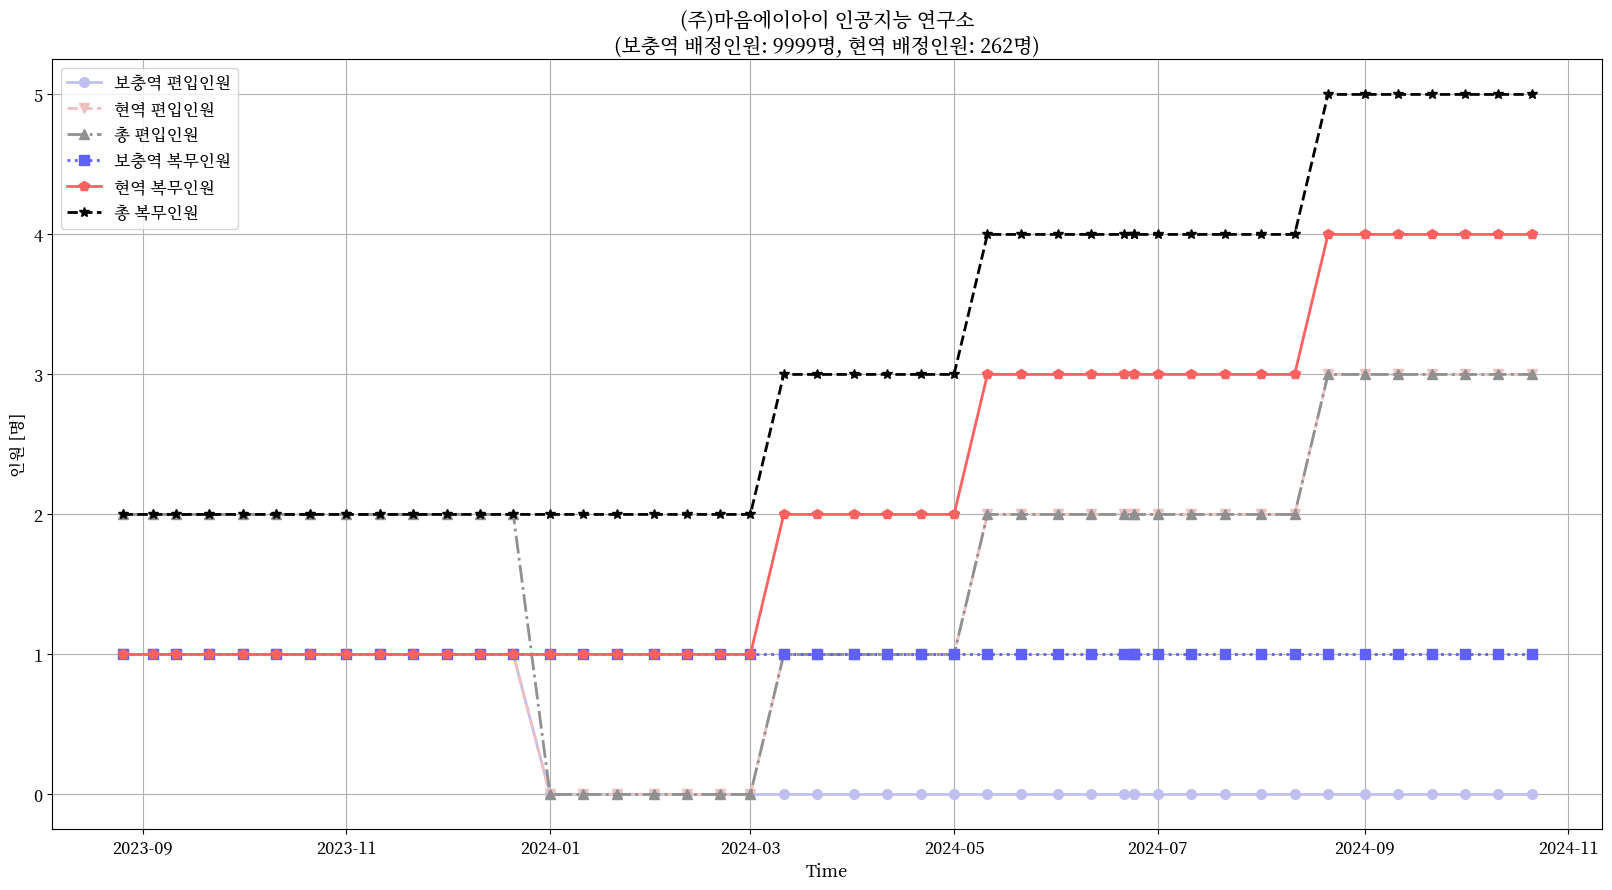 (주)마음에이아이 인공지능 연구소
(보충역 배정인원: 9999명, 현역 배정인원: 262명)
보충역 편입인원
현역 편입인원
총 편입인원
보충역 복무인원
현역 복무인원
총 복무인원
5
4
3
2
1
0
인원 [명]
2023-09
2023-11
2024-01
2024-03
2024-05
2024-07
2024-09
2024-11
Time